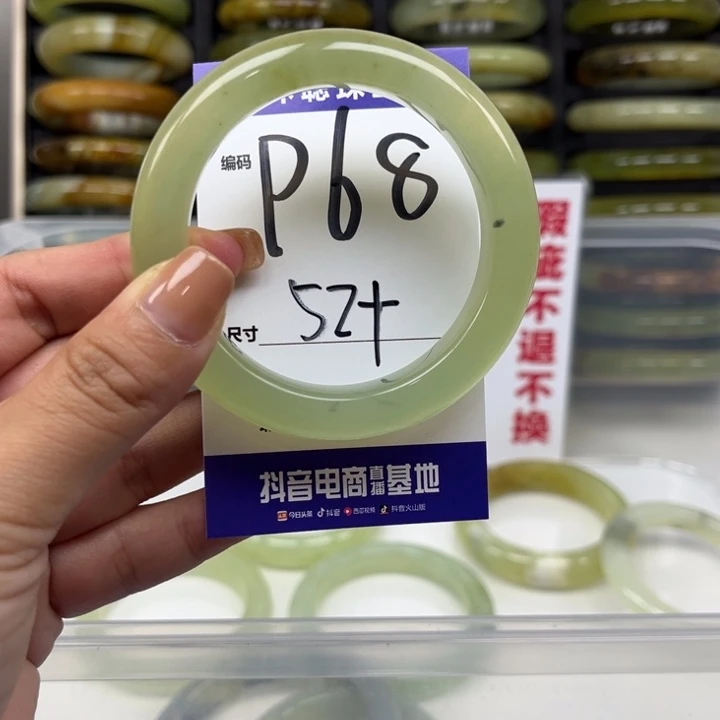 编码 P68
尺寸 52+
抖音电商直播基地
今日头条 抖音 西瓜视频 抖音火山版
瑕疵不退不换